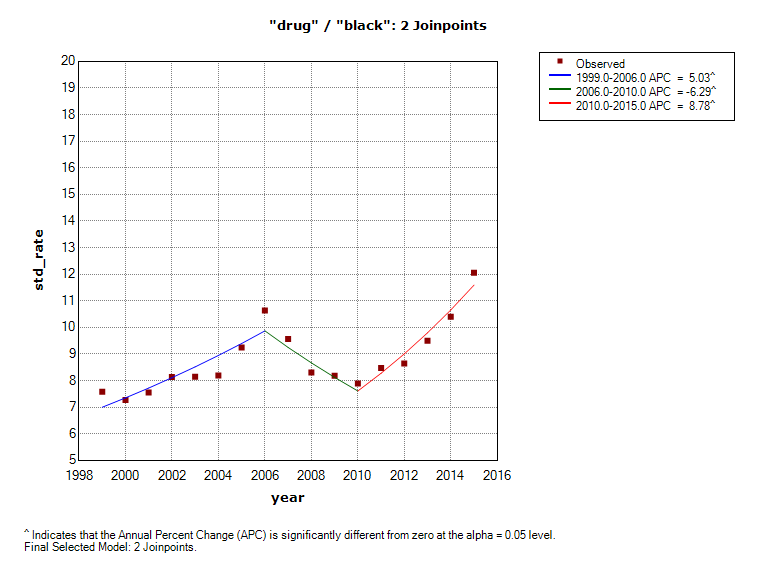 "drug" / "black": 2 Joinpoints
Observed
1999.0-2006.0 APC = 5.03^
2006.0-2010.0 APC = -6.29^
2010.0-2015.0 APC = 8.78^
20
19
18
17
16
15
14
13
12
11
10
9
8
7
6
5
std_rate
1998 2000 2002 2004 2006 2008 2010 2012 2014 2016
year
^ Indicates that the Annual Percent Change (APC) is significantly different from zero at the alpha = 0.05 level.
Final Selected Model: 2 Joinpoints.